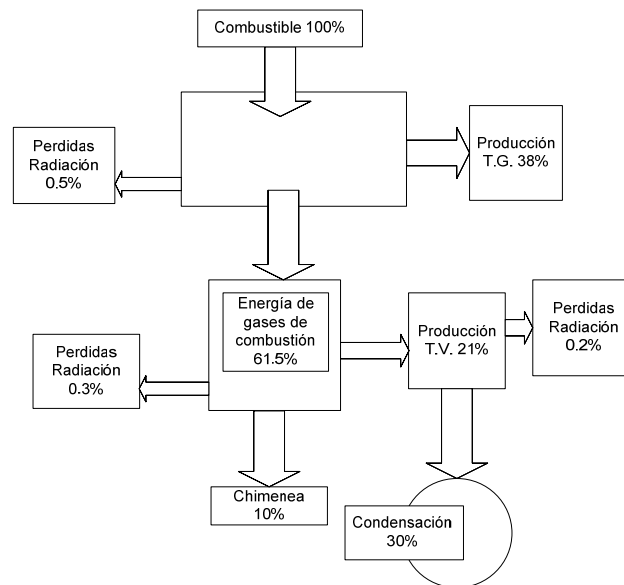 Combustible 100%
Perdidas
Radiación
0.5%
Producción
T.G. 38%
Energía de
gases de
combustión
61.5%
Producción
T.V. 21%
Perdidas
Radiación
0.2%
Perdidas
Radiación
0.3%
Chimenea
10%
Condensación
30%